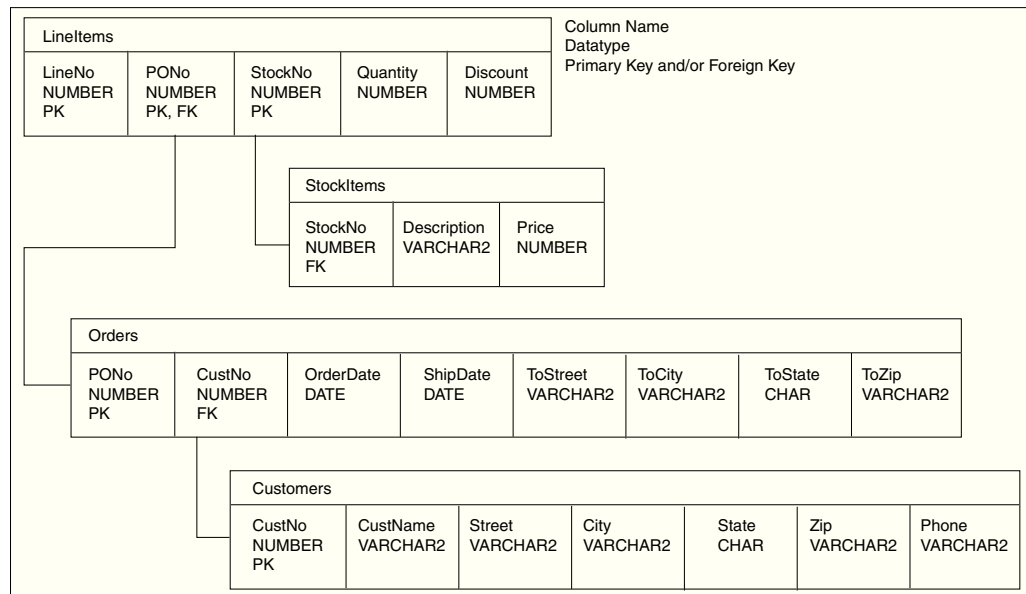 LineItems
Column Name
Datatype
Primary Key and/or Foreign Key
LineNo
NUMBER
PK
PONo
NUMBER
PK, FK
StockNo
NUMBER
PK
Quantity
NUMBER
Discount
NUMBER
StockItems
StockNo
NUMBER
FK
Description
VARCHAR2
Price
NUMBER
Orders
PONo
NUMBER
PK
CustNo
NUMBER
FK
OrderDate
DATE
ShipDate
DATE
ToStreet
VARCHAR2
ToCity
VARCHAR2
ToState
CHAR
ToZip
VARCHAR2
Customers
CustNo
NUMBER
PK
CustName
VARCHAR2
Street
VARCHAR2
City
VARCHAR2
State
CHAR
Zip
VARCHAR2
Phone
VARCHAR2